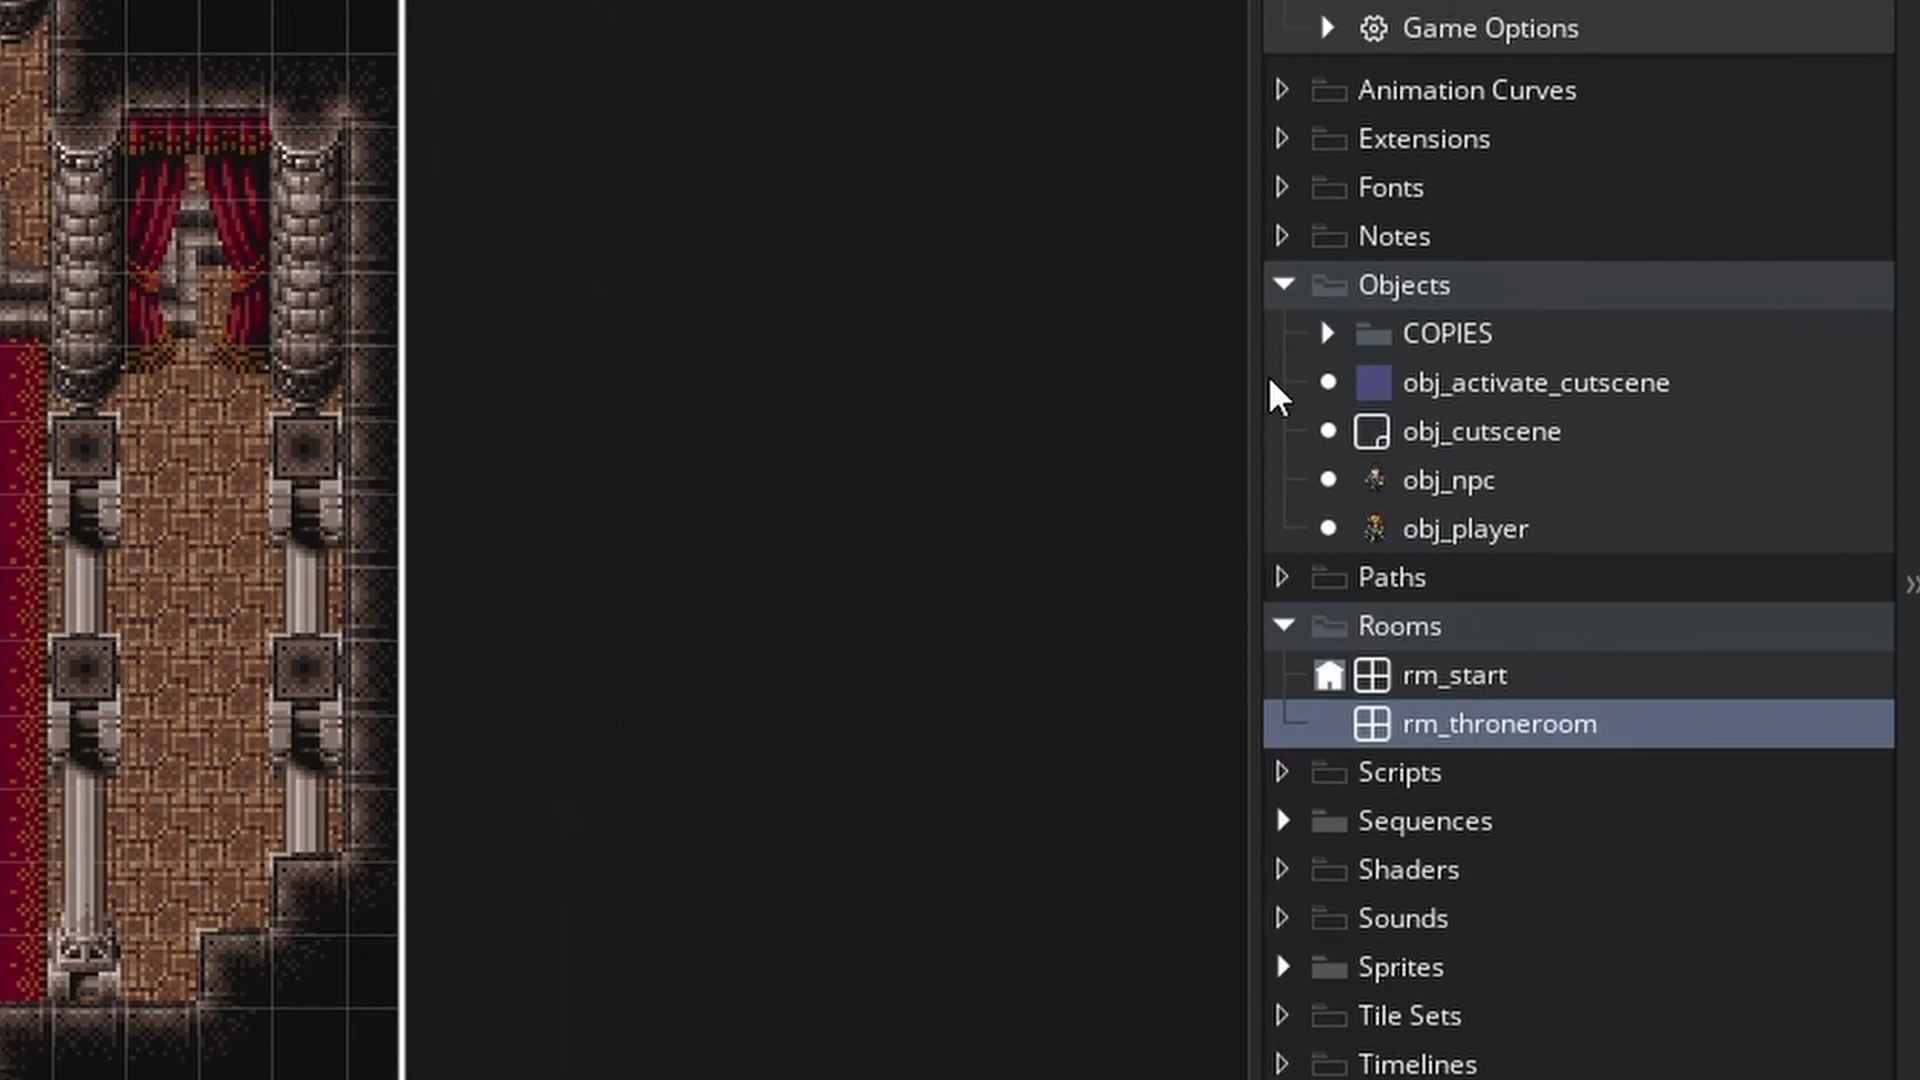 Game Options
Animation Curves
Extensions
Fonts
Notes
Objects
COPIES
obj_activate_cutscene
obj_cutscene
obj_npc
obj_player
Paths
Rooms
rm_start
rm_throneroom
Scripts
Sequences
Shaders
Sounds
Sprites
Tile Sets
Timelines